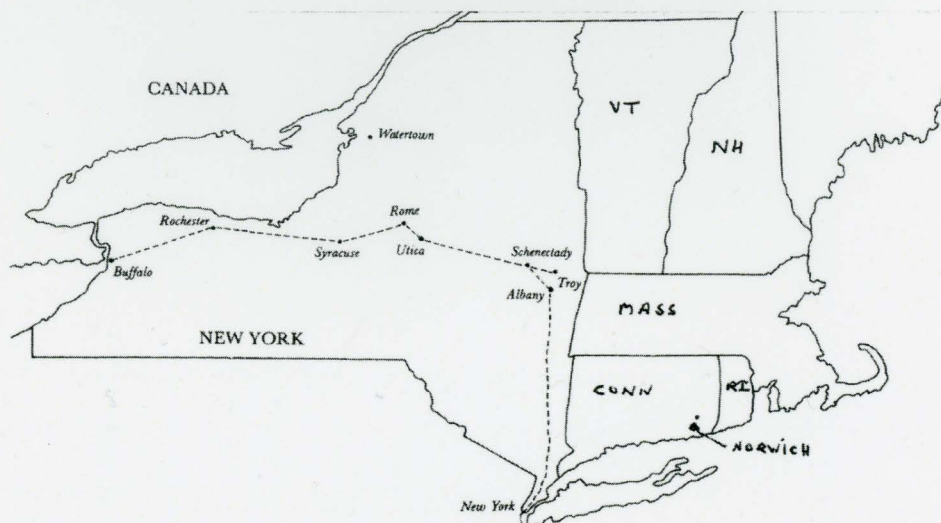 CANADA
VT
Watertown
NH
Rochester
Rome
Syracuse
Utica
Buffalo
Schenectady
Troy
Albany
MASS
NEW YORK
CONN
RI
NORWICH
New York